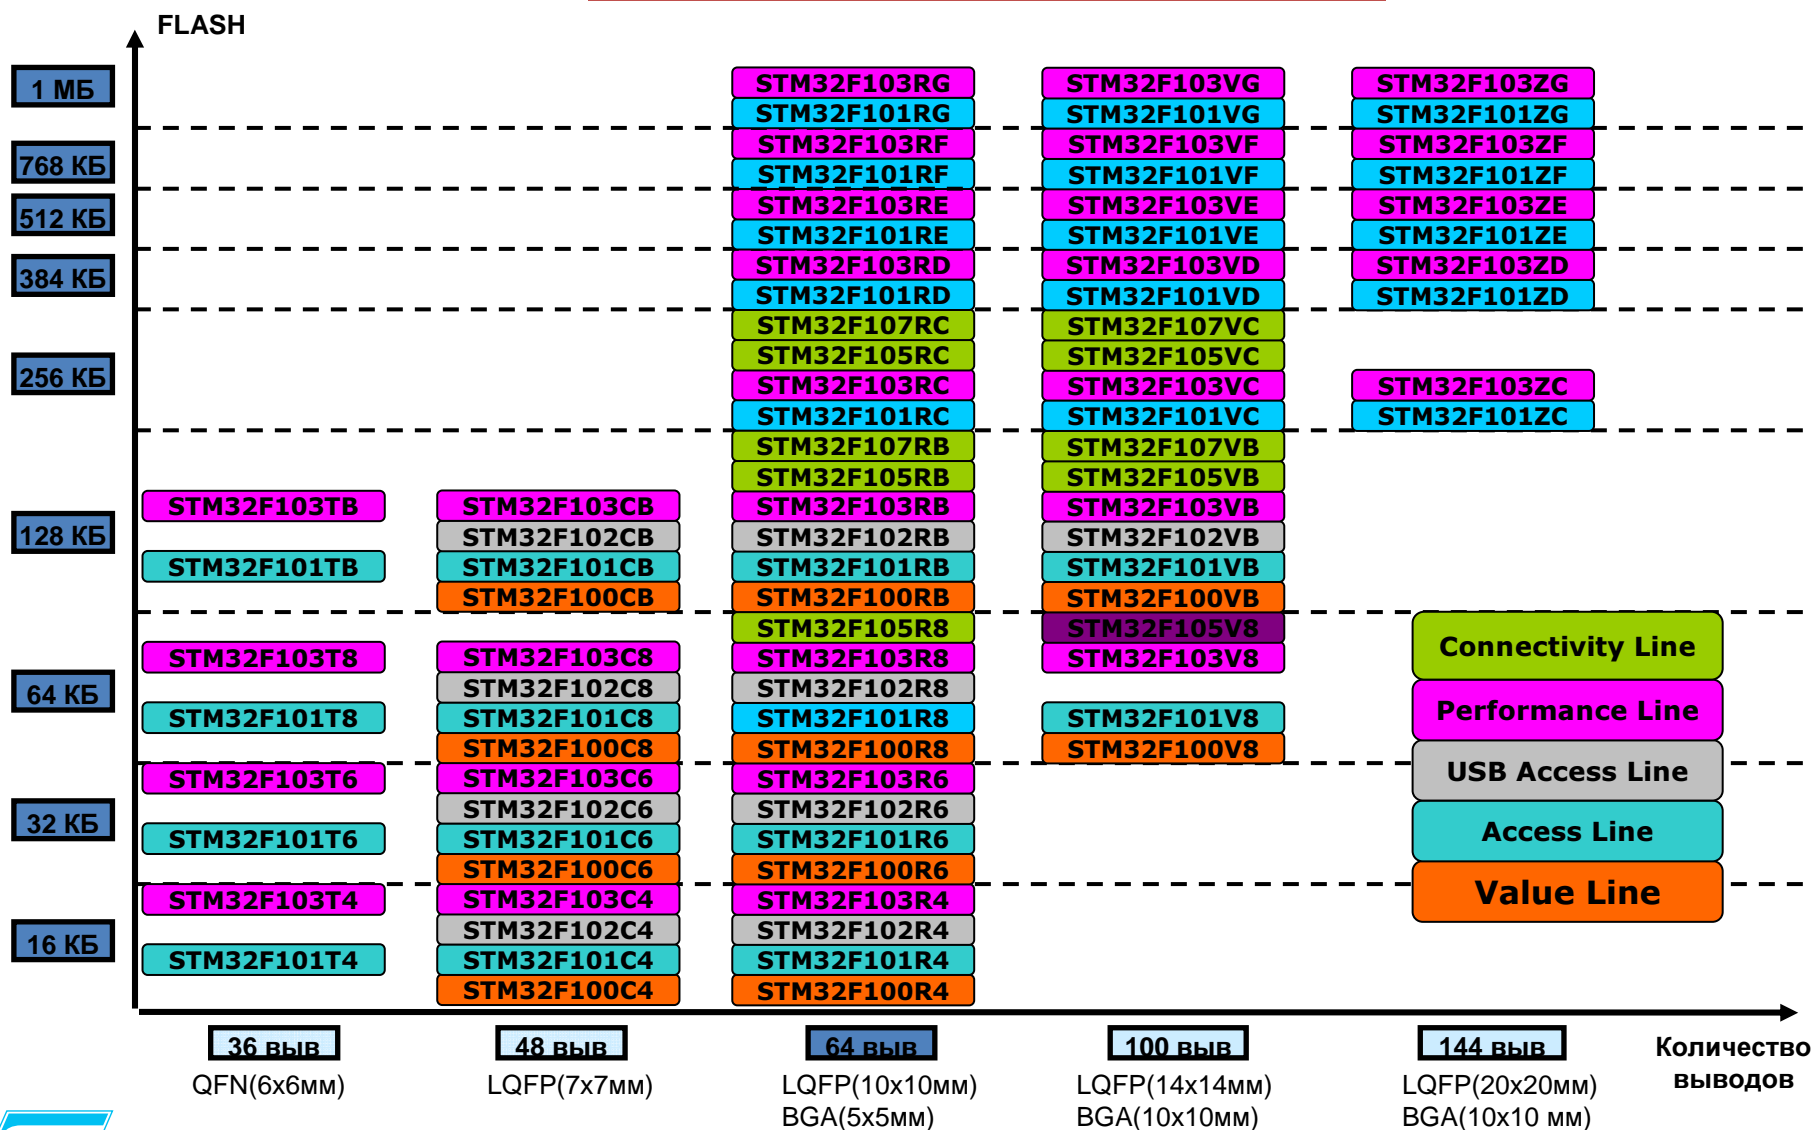 FLASH
1 МБ
STM32F103RG STM32F103VG STM32F103ZG
STM32F101RG STM32F101VG STM32F101ZG
768 КБ
STM32F103RF STM32F103VF STM32F103ZF
STM32F101RF STM32F101VF STM32F101ZF
512 КБ
STM32F103RE STM32F103VE STM32F103ZE
STM32F101RE STM32F101VE STM32F101ZE
384 КБ
STM32F103RD STM32F103VD STM32F103ZD
STM32F101RD STM32F101VD STM32F101ZD
256 КБ
STM32F107RC STM32F107VC
STM32F105RC STM32F105VC
STM32F103RC STM32F103VC STM32F103ZC
STM32F101RC STM32F101VC STM32F101ZC
128 КБ
STM32F107RB STM32F107VB
STM32F105RB STM32F105VB
STM32F103TB STM32F103CB STM32F103RB STM32F103VB
STM32F102CB STM32F102RB STM32F102VB
STM32F101TB STM32F101CB STM32F101RB STM32F101VB
STM32F100CB STM32F100RB STM32F100VB
64 КБ
STM32F105R8 STM32F105V8
STM32F103T8 STM32F103C8 STM32F103R8 STM32F103V8
STM32F102C8 STM32F102R8
STM32F101T8 STM32F101C8 STM32F101R8 STM32F101V8
STM32F100C8 STM32F100R8 STM32F100V8
32 КБ
STM32F103T6 STM32F103C6 STM32F103R6
STM32F102C6 STM32F102R6
STM32F101T6 STM32F101C6 STM32F101R6
STM32F100C6 STM32F100R6
16 КБ
STM32F103T4 STM32F103C4 STM32F103R4
STM32F102C4 STM32F102R4
STM32F101T4 STM32F101C4 STM32F101R4
STM32F100C4 STM32F100R4
Connectivity Line
Performance Line
USB Access Line
Access Line
Value Line
36 выв 48 выв 64 выв 100 выв 144 выв
Количество
выводов
QFN(6x6мм) LQFP(7x7мм) LQFP(10x10мм) LQFP(14x14мм) LQFP(20x20мм)
BGA(5x5мм) BGA(10x10мм) BGA(10x10 мм)